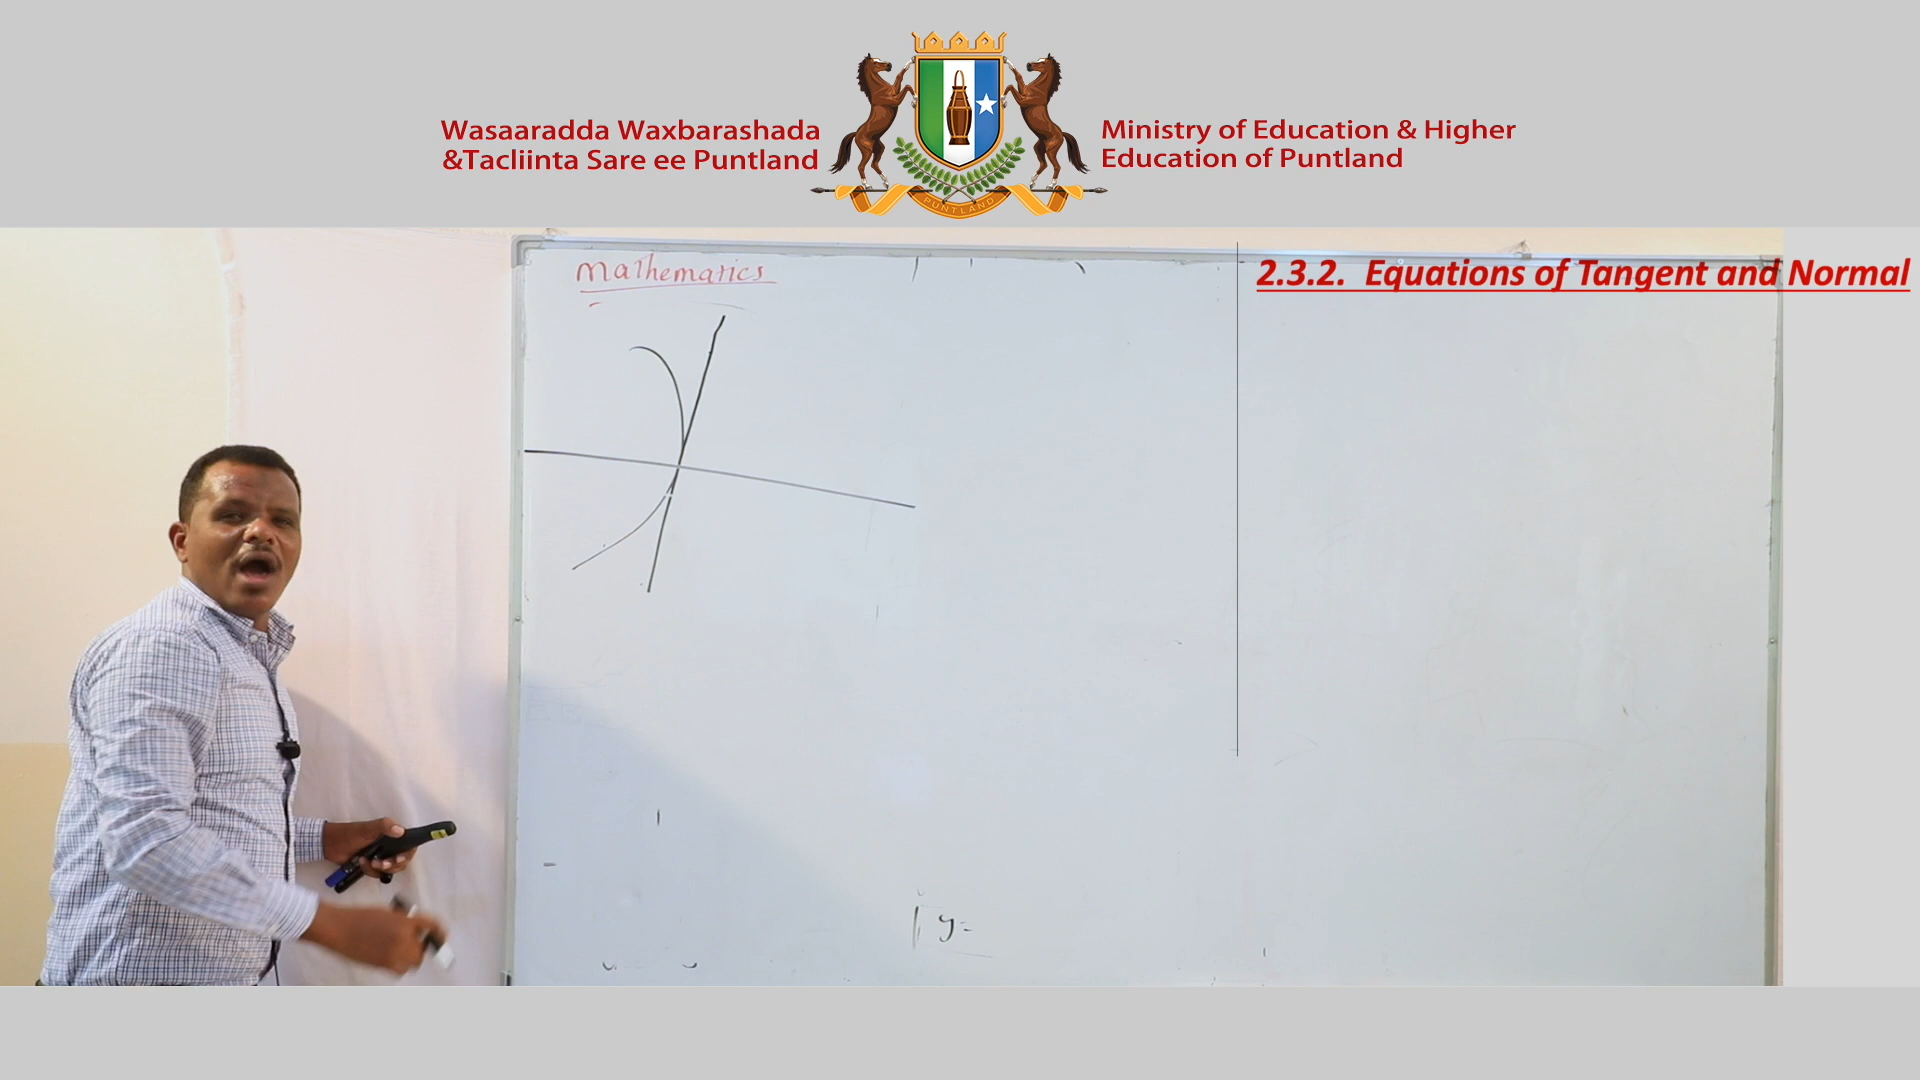 Wasaaradda Waxbarashada
&Tacliinta Sare ee Puntland
PUNTLAND
Ministry of Education & Higher
Education of Puntland
2.3.2. Equations of Tangent and Normal
Mathematics
y=